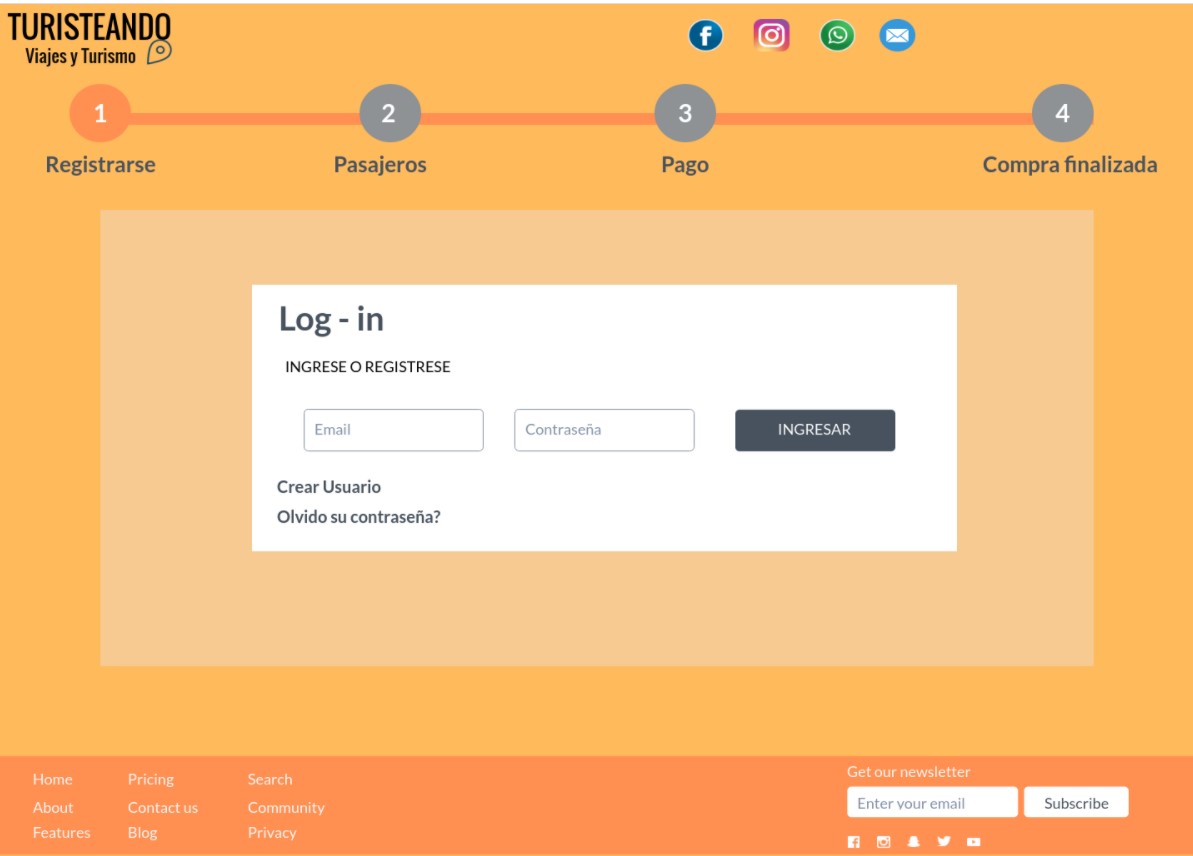 TURISTEANDO
Viajes y Turismo
1
2
3
4
Registrarse
Pasajeros
Pago
Compra finalizada
Log - in
INGRESE O REGISTRESE
Email
Contraseña
INGRESAR
Crear Usuario
Olvido su contraseña?
Home
Pricing
Search
About
Contact us
Community
Features
Blog
Privacy
Get our newsletter
Enter your email
Subscribe